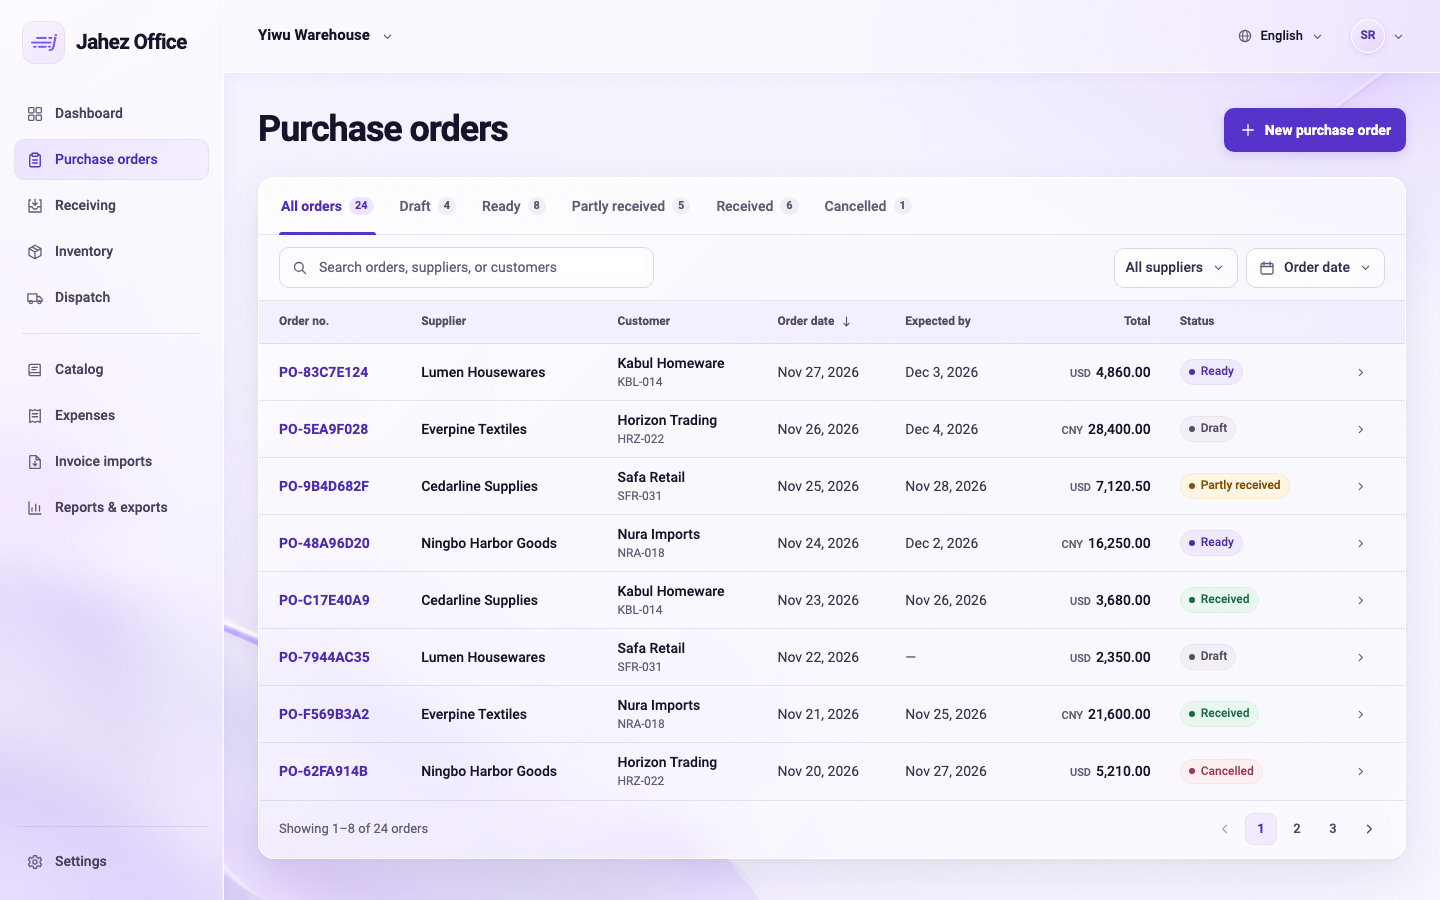 Jahez Office
Yiwu Warehouse
English
SR
Dashboard
Purchase orders
Receiving
Inventory
Dispatch
Catalog
Expenses
Invoice imports
Reports & exports
Settings
Purchase orders
New purchase order
All orders 24 Draft 4 Ready 8 Partly received 5 Received 6 Cancelled 1
Search orders, suppliers, or customers
All suppliers
Order date
Order no. Supplier Customer Order date Expected by Total Status
PO-83C7E124 Lumen Housewares Kabul Homeware Nov 27, 2026 Dec 3, 2026 USD 4,860.00 Ready
KBL-014
PO-5EA9F028 Everpine Textiles Horizon Trading Nov 26, 2026 Dec 4, 2026 CNY 28,400.00 Draft
HRZ-022
PO-9B4D682F Cedarline Supplies Safa Retail Nov 25, 2026 Nov 28, 2026 USD 7,120.50 Partly received
SFR-031
PO-48A96D20 Ningbo Harbor Goods Nura Imports Nov 24, 2026 Dec 2, 2026 CNY 16,250.00 Ready
NRA-018
PO-C17E40A9 Cedarline Supplies Kabul Homeware Nov 23, 2026 Nov 26, 2026 USD 3,680.00 Received
KBL-014
PO-7944AC35 Lumen Housewares Safa Retail Nov 22, 2026 — USD 2,350.00 Draft
SFR-031
PO-F569B3A2 Everpine Textiles Nura Imports Nov 21, 2026 Nov 25, 2026 CNY 21,600.00 Received
NRA-018
PO-62FA914B Ningbo Harbor Goods Horizon Trading Nov 20, 2026 Nov 27, 2026 USD 5,210.00 Cancelled
HRZ-022
Showing 1–8 of 24 orders
1 2 3